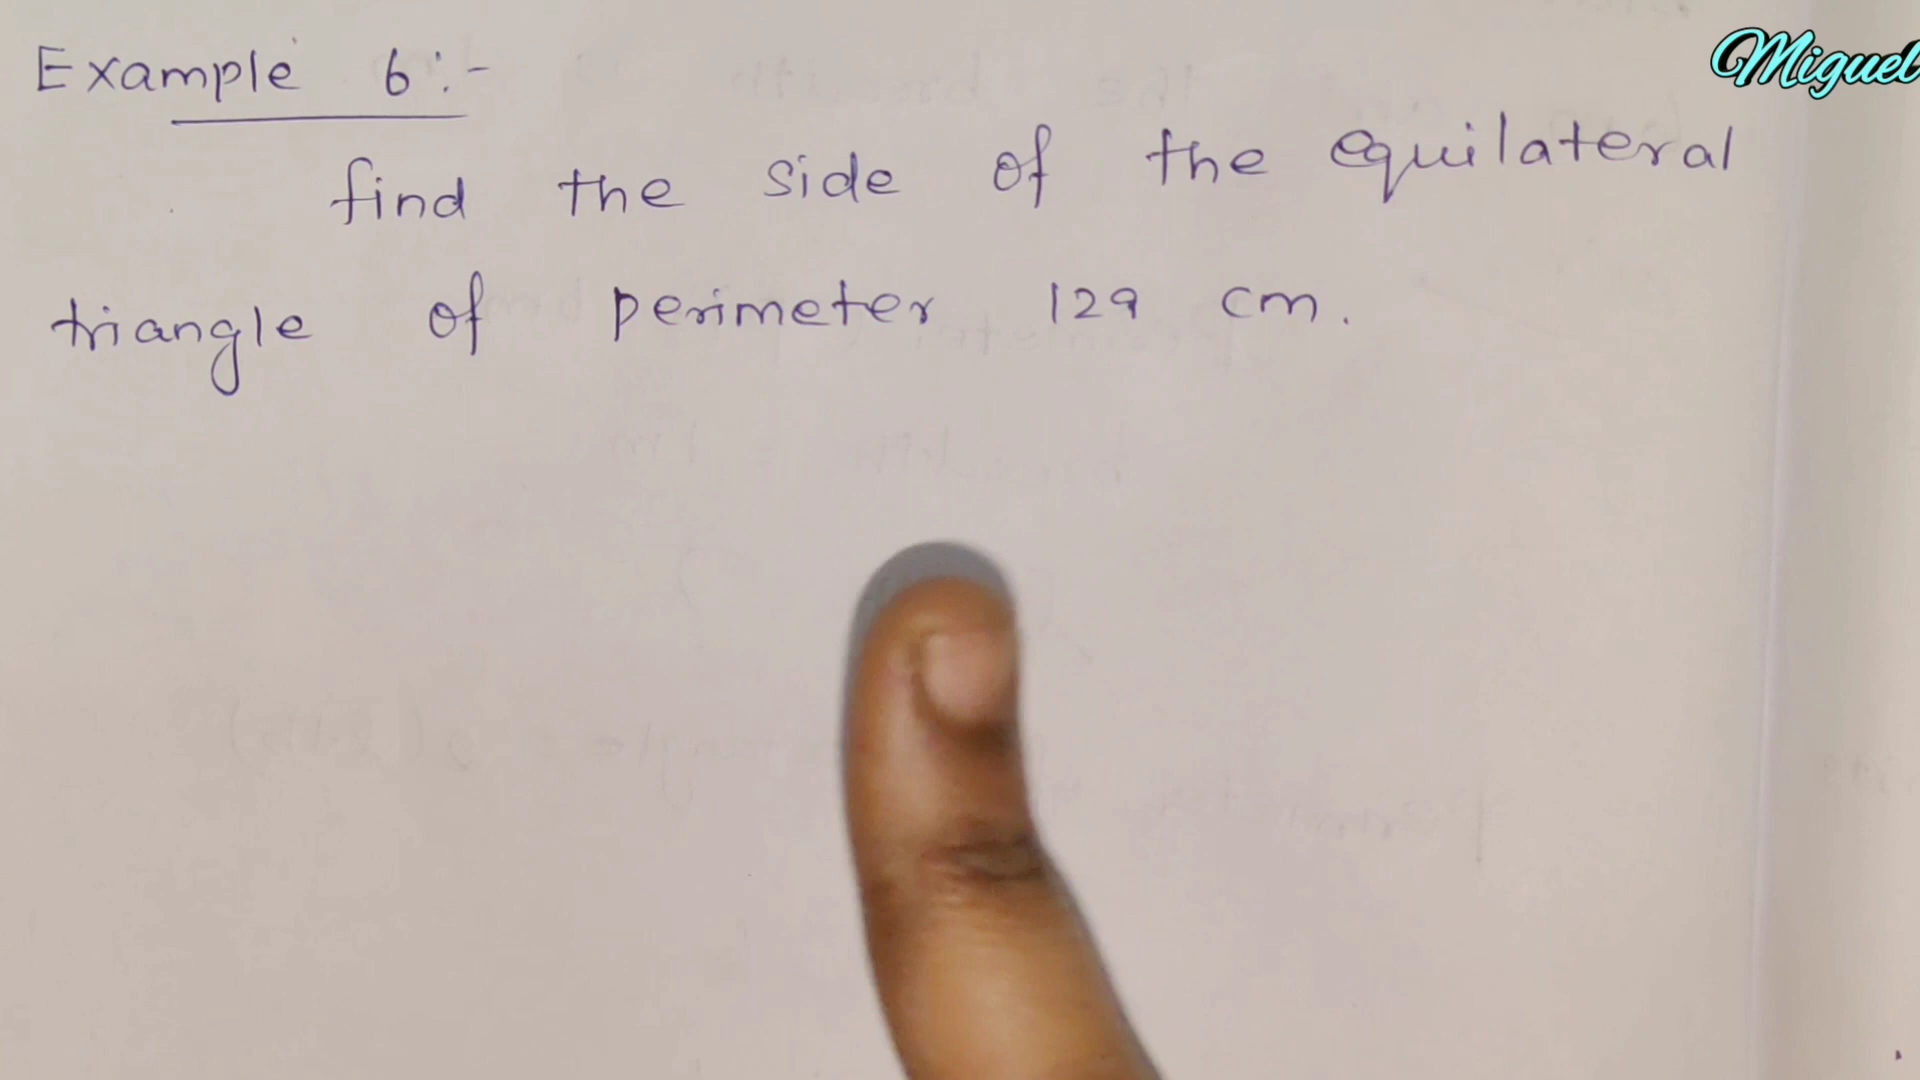 Example 6:-
Miguel
find the side of the equilateral
triangle of perimeter 129 cm.